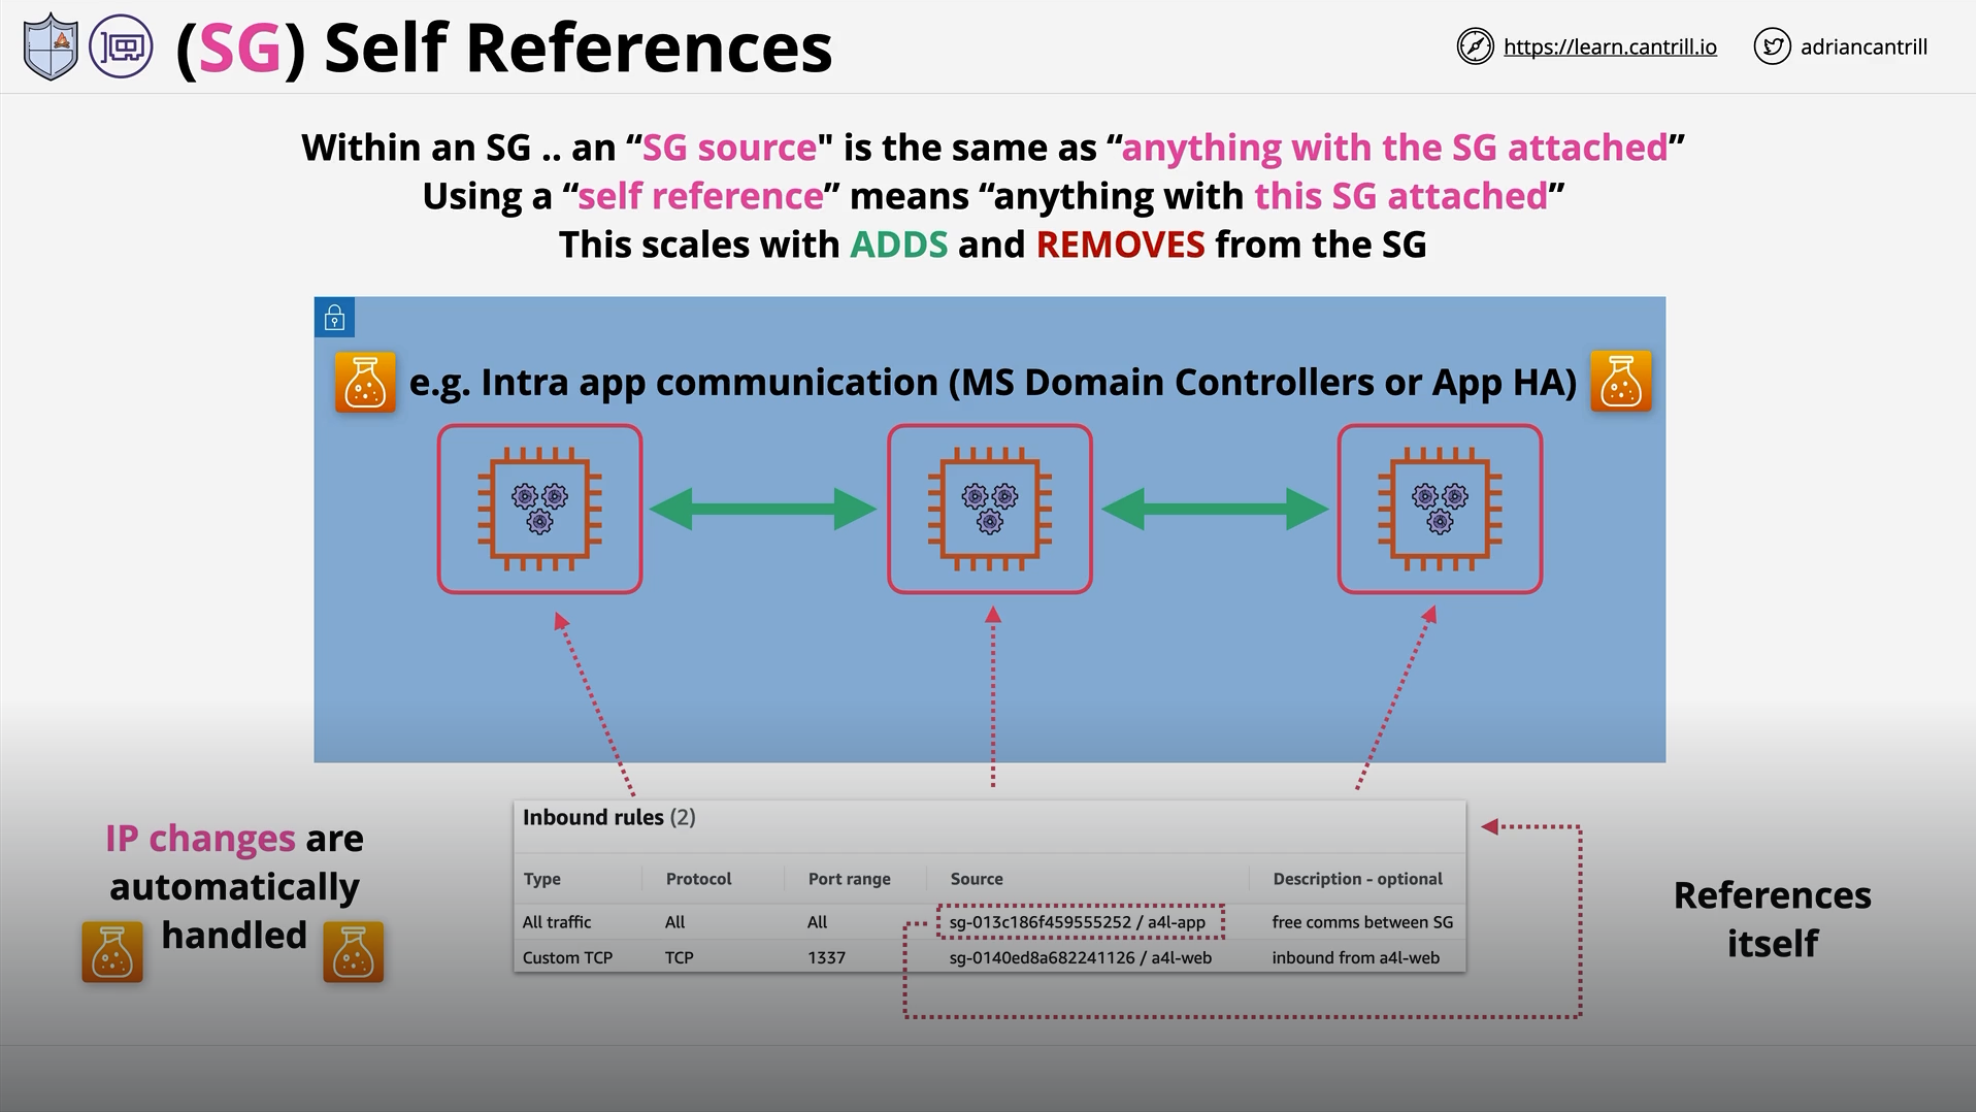 (SG) Self References
https://learn.cantrill.io
adriancantrill
Within an SG .. an “SG source" is the same as “anything with the SG attached”
Using a “self reference” means “anything with this SG attached”
This scales with ADDS and REMOVES from the SG
e.g. Intra app communication (MS Domain Controllers or App HA)
IP changes are
automatically
handled
Inbound rules (2)
Type Protocol Port range Source Description - optional
All traffic All All sg-013c186f459555252 / a4l-app free comms between SG
Custom TCP TCP 1337 sg-0140ed8a682241126 / a4l-web inbound from a4l-web
References
itself